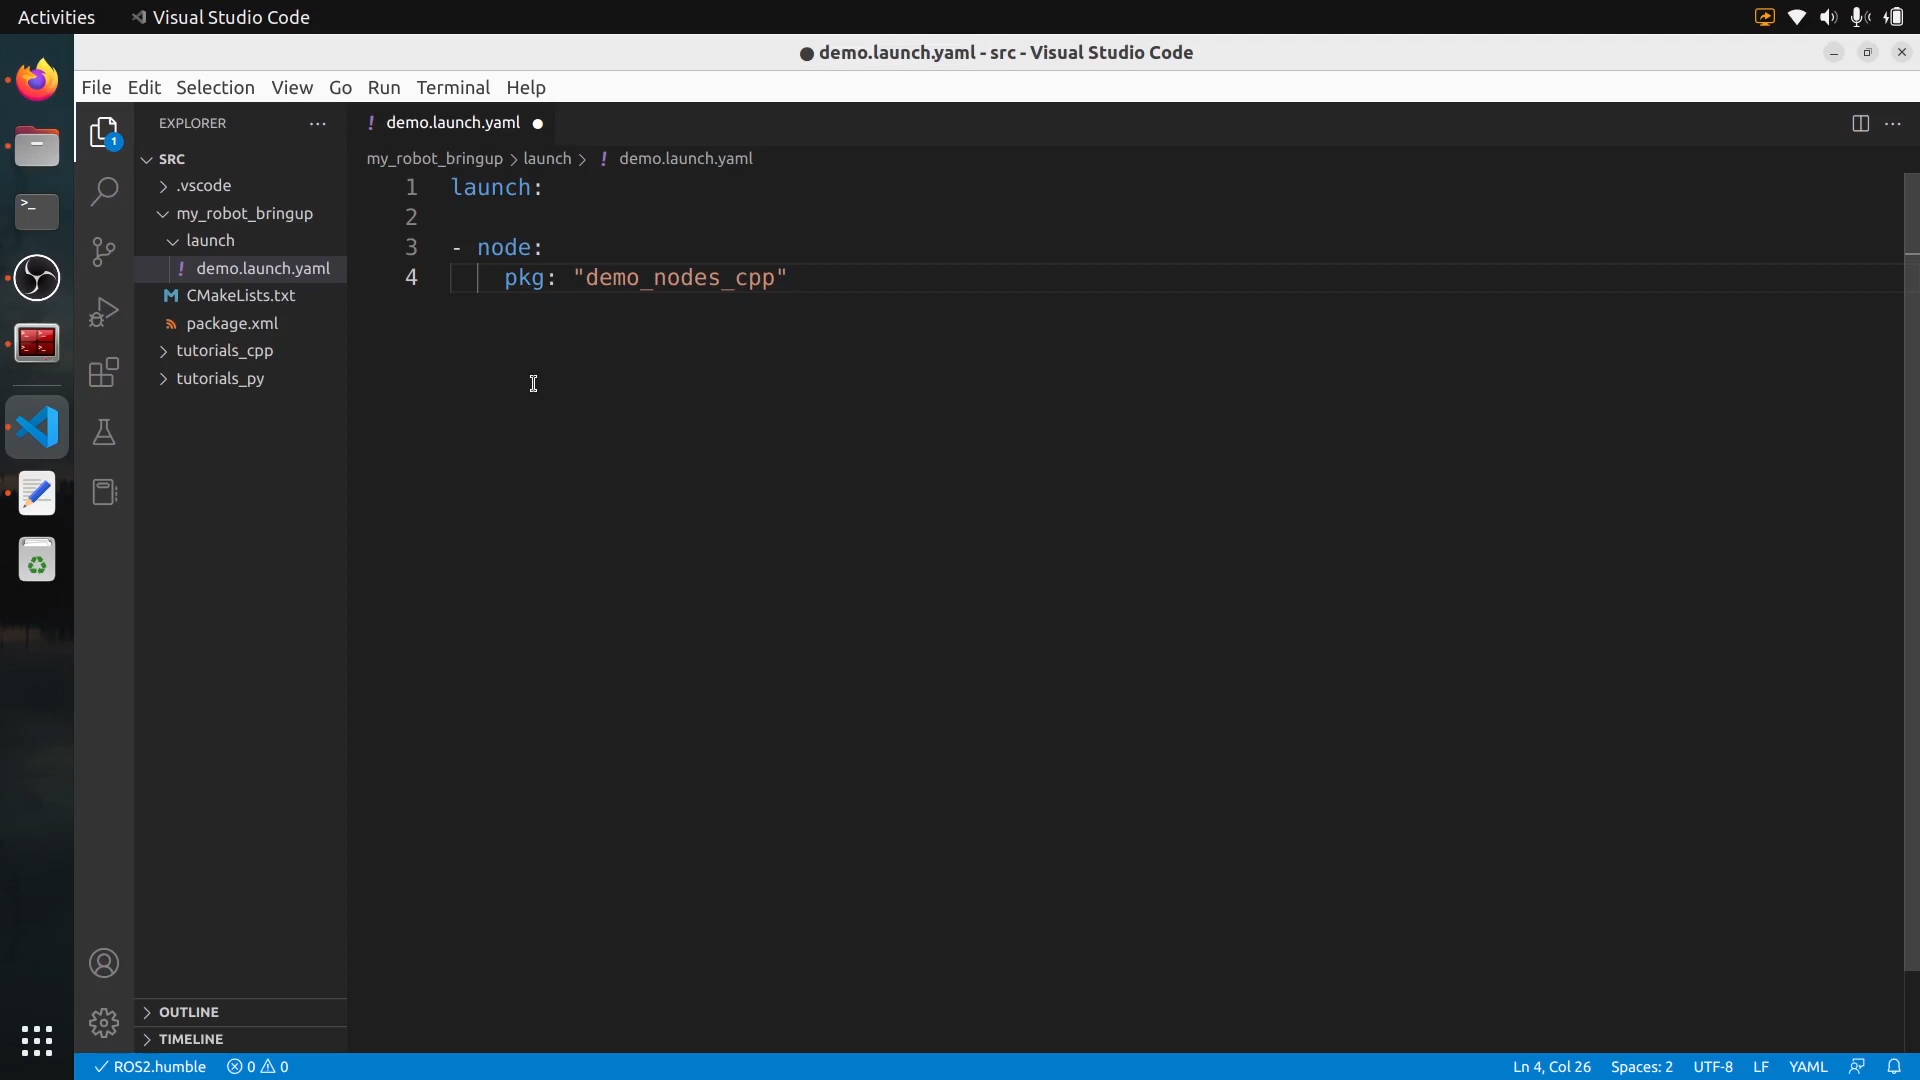 Activities Visual Studio Code
demo.launch.yaml - src - Visual Studio Code
File Edit Selection View Go Run Terminal Help
EXPLORER
demo.launch.yaml
SRC
my_robot_bringup launch demo.launch.yaml
.vscode
my_robot_bringup
launch
demo.launch.yaml
CMakeLists.txt
package.xml
tutorials_cpp
tutorials_py
1 launch:
2
3 - node:
4 pkg: "demo_nodes_cpp"
1
OUTLINE
TIMELINE
ROS2.humble 0 0 Ln 4, Col 26 Spaces: 2 UTF-8 LF YAML